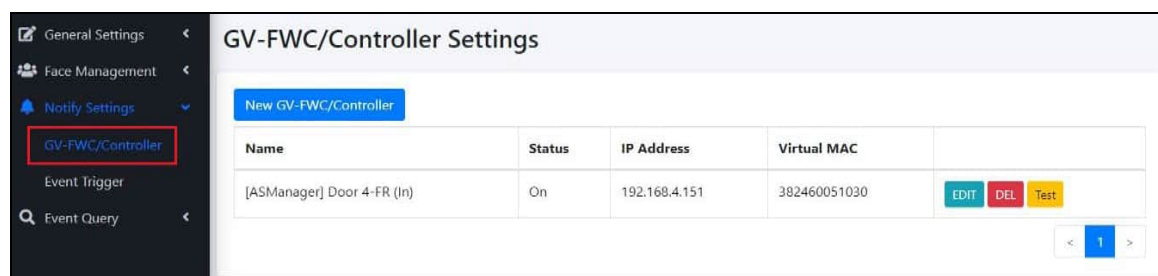 General Settings
Face Management
Notify Settings
GV-FWC/Controller
Event Trigger
Event Query
GV-FWC/Controller Settings
New GV-FWC/Controller
Name Status IP Address Virtual MAC
[ASManager] Door 4-FR (In) On 192.168.4.151 382460051030 EDIT DEL Test
< 1 >